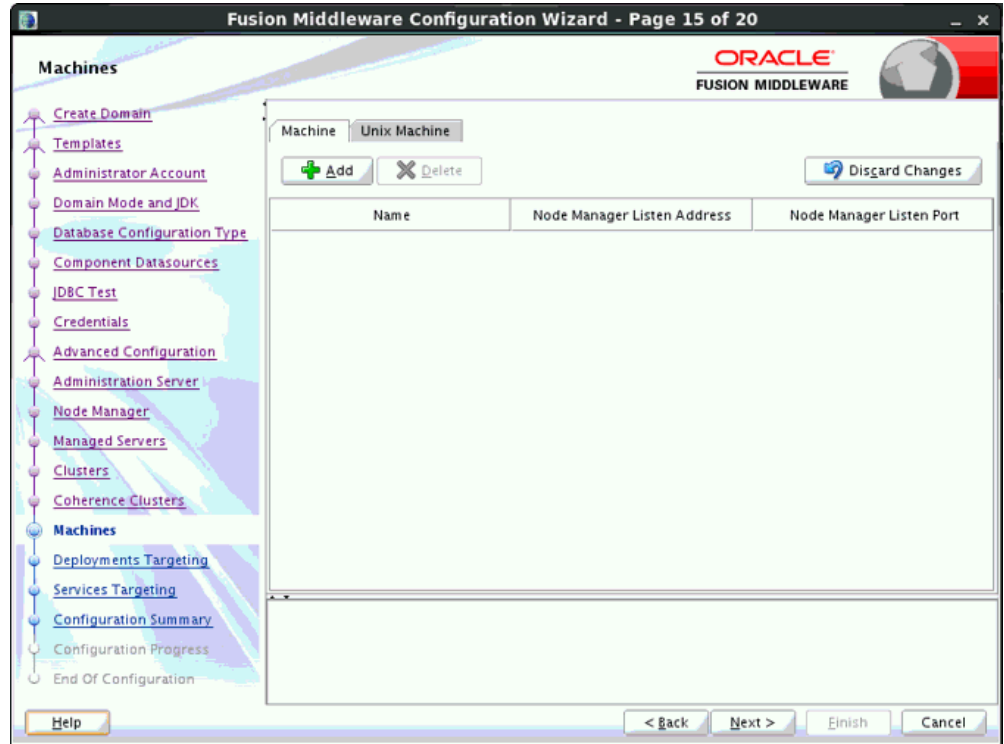 Fusion Middleware Configuration Wizard - Page 15 of 20
Machines
ORACLE
FUSION MIDDLEWARE
Create Domain
Templates
Administrator Account
Domain Mode and JDK
Database Configuration Type
Component Datasources
JDBC Test
Credentials
Advanced Configuration
Administration Server
Node Manager
Managed Servers
Clusters
Coherence Clusters
Machines
Deployments Targeting
Services Targeting
Configuration Summary
Configuration Progress
End Of Configuration
Machine Unix Machine
Add Delete Discard Changes
Name Node Manager Listen Address Node Manager Listen Port
Help < Back Next > Finish Cancel